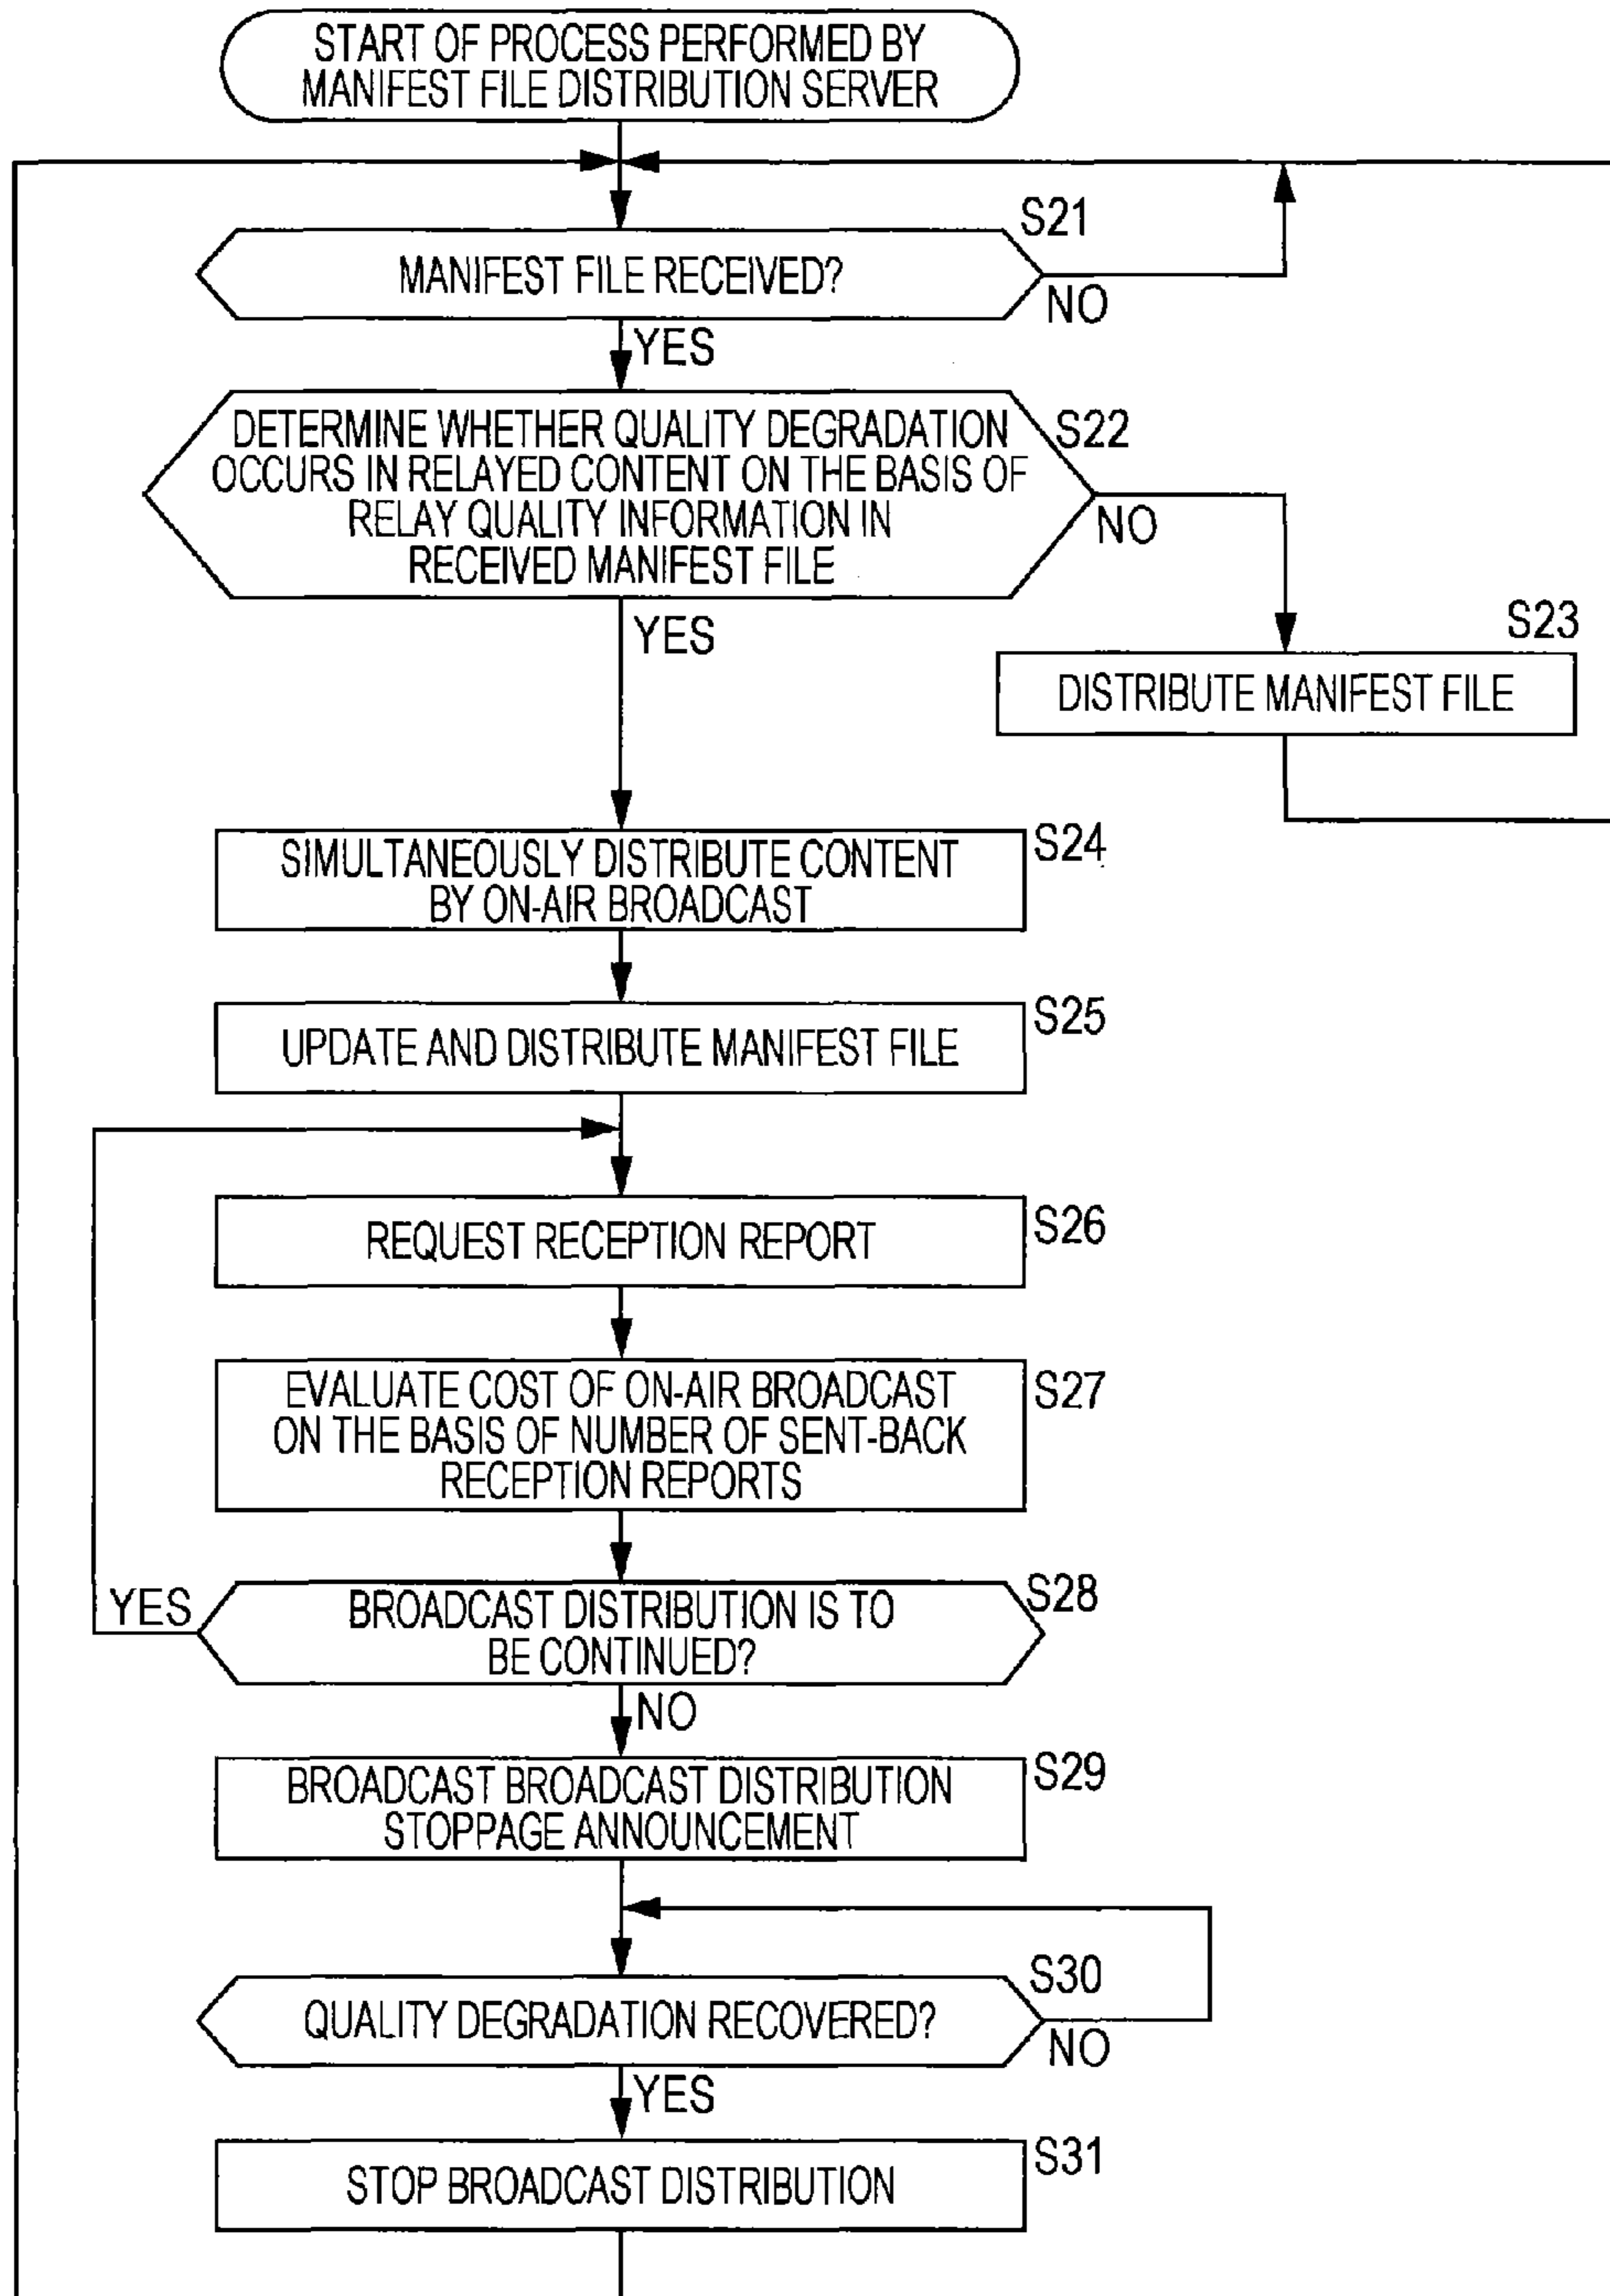 START OF PROCESS PERFORMED BY
MANIFEST FILE DISTRIBUTION SERVER
S21
MANIFEST FILE RECEIVED?
NO
YES
DETERMINE WHETHER QUALITY DEGRADATION
OCCURS IN RELAYED CONTENT ON THE BASIS OF
RELAY QUALITY INFORMATION IN
RECEIVED MANIFEST FILE
S22
NO
YES
S23
DISTRIBUTE MANIFEST FILE
SIMULTANEOUSLY DISTRIBUTE CONTENT
BY ON-AIR BROADCAST
S24
UPDATE AND DISTRIBUTE MANIFEST FILE
S25
REQUEST RECEPTION REPORT
S26
EVALUATE COST OF ON-AIR BROADCAST
ON THE BASIS OF NUMBER OF SENT-BACK
RECEPTION REPORTS
S27
YES
BROADCAST DISTRIBUTION IS TO
BE CONTINUED?
S28
NO
BROADCAST BROADCAST DISTRIBUTION
STOPPAGE ANNOUNCEMENT
S29
S30
QUALITY DEGRADATION RECOVERED?
NO
YES
STOP BROADCAST DISTRIBUTION
S31